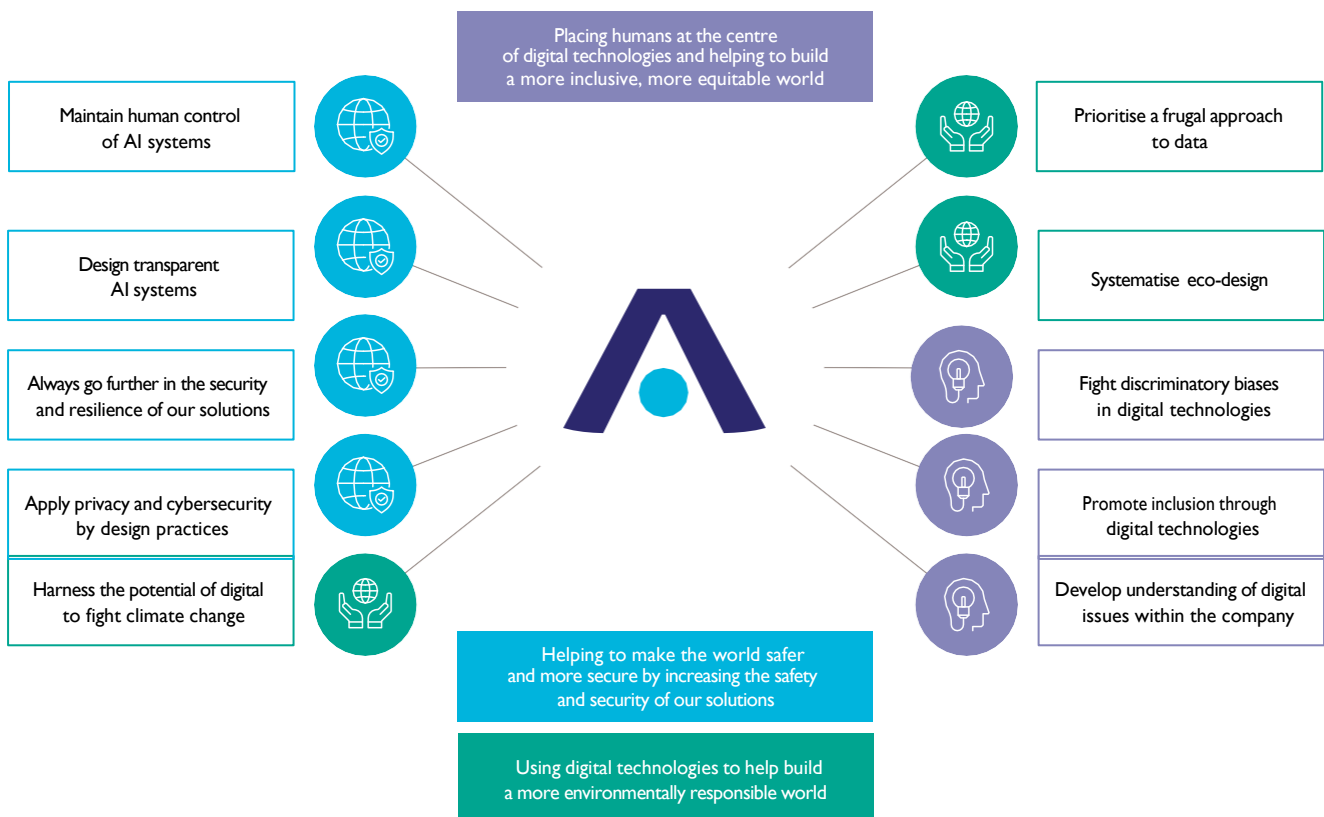 Placing humans at the centre
of digital technologies and helping to build
a more inclusive, more equitable world
Maintain human control
of AI systems
Design transparent
AI systems
Always go further in the security
and resilience of our solutions
Apply privacy and cybersecurity
by design practices
Harness the potential of digital
to fight climate change
Prioritise a frugal approach
to data
Systematise eco-design
Fight discriminatory biases
in digital technologies
Promote inclusion through
digital technologies
Develop understanding of digital
issues within the company
Helping to make the world safer
and more secure by increasing the safety
and security of our solutions
Using digital technologies to help build
a more environmentally responsible world